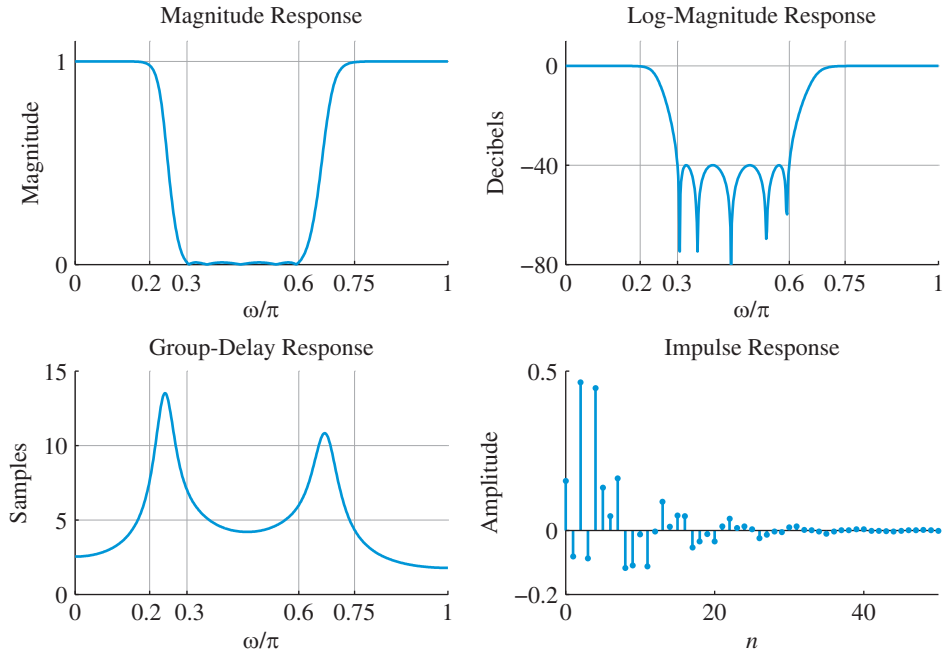 Magnitude Response
Magnitude
1
0
0 0.2 0.3 0.6 0.75 1
ω/π
Log-Magnitude Response
Decibels
0
−40
−80
0 0.2 0.3 0.6 0.75 1
ω/π
Group-Delay Response
Samples
15
10
5
0
0 0.2 0.3 0.6 0.75 1
ω/π
Impulse Response
Amplitude
0.5
0
−0.2
0 20 40
n